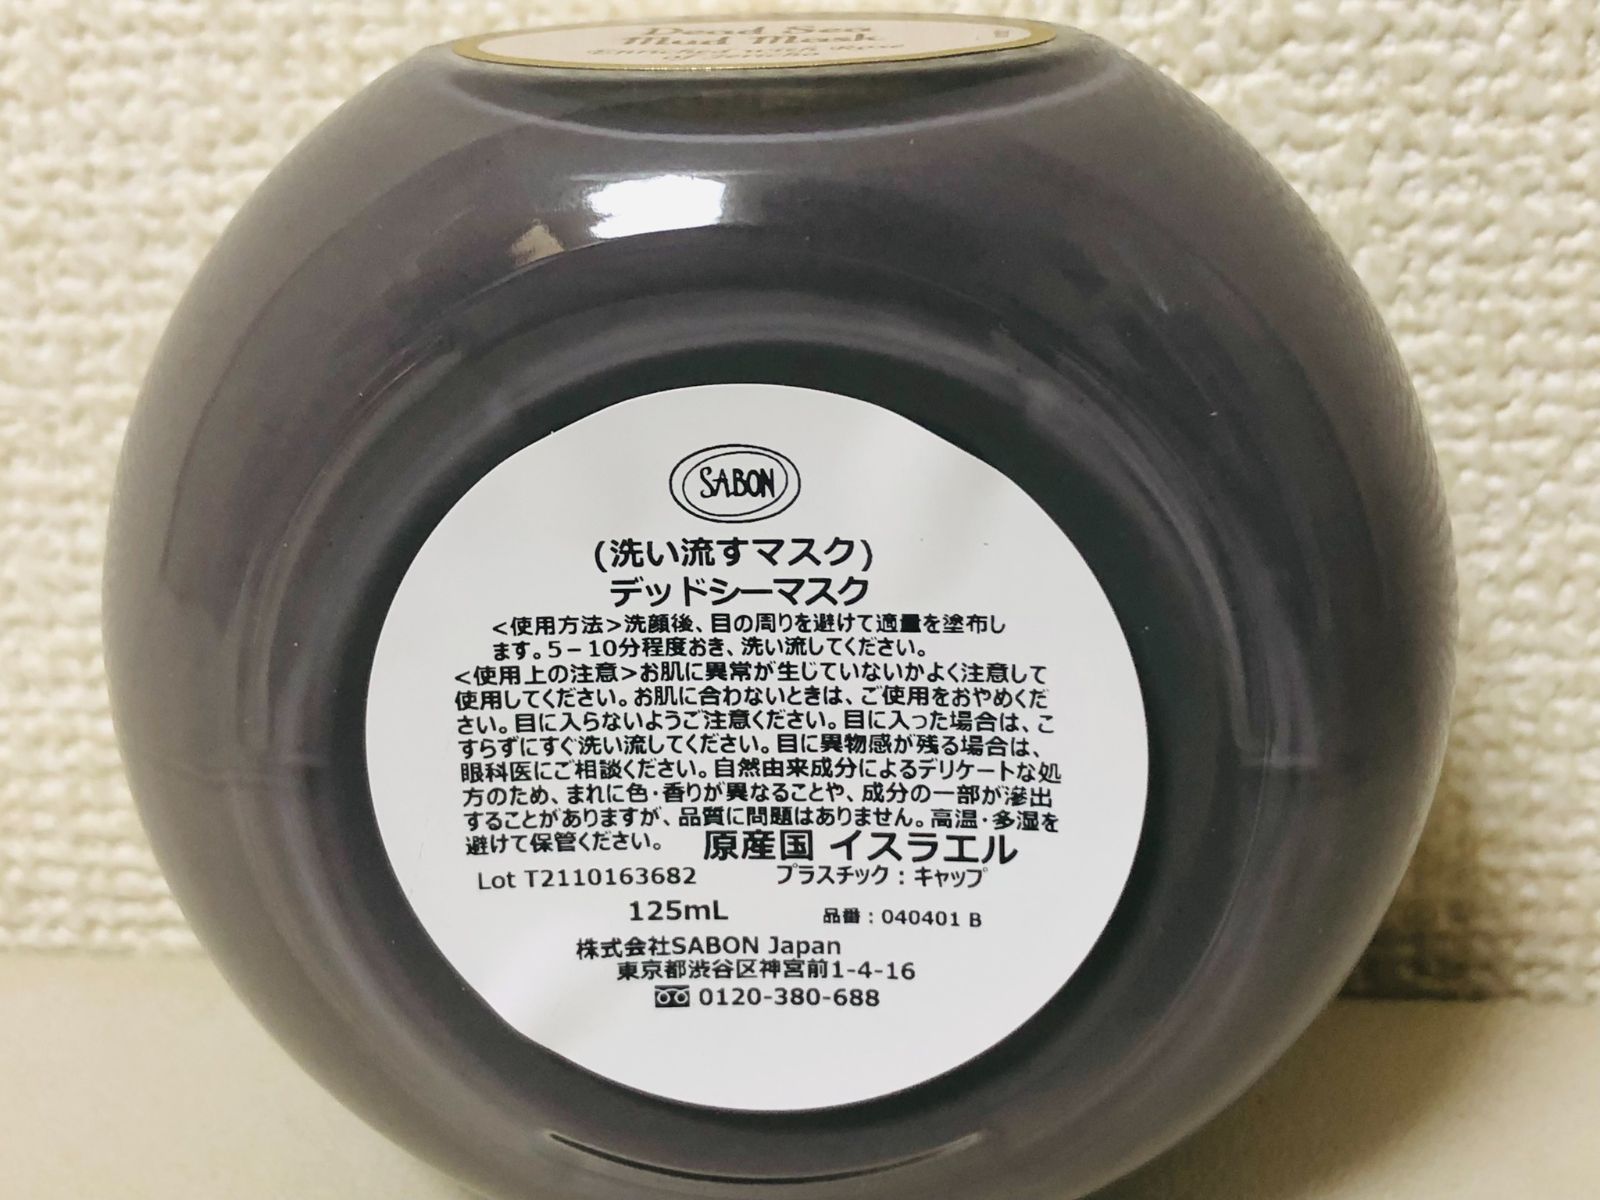 Dead Sea
Mud Mask
Enriched with Rose
of Jericho
SABON
(洗い流すマスク)
デッドシーマスク
<使用方法>洗顔後、目の周りを避けて適量を塗布し
ます。5－10分程度おき、洗い流してください。
<使用上の注意>お肌に異常が生じていないかよく注意して
使用してください。お肌に合わないときは、ご使用をおやめくだ
さい。目に入らないようご注意ください。目に入った場合は、こ
すらずにすぐ洗い流してください。目に異物感が残る場合は、
眼科医にご相談ください。自然由来成分によるデリケートな処
方のため、まれに色・香りが異なることや、成分の一部が滲出
することがありますが、品質に問題はありません。高温・多湿を
避けて保管ください。 原産国 イスラエル
Lot T2110163682 プラスチック：キャップ
125mL 品番：040401 B
株式会社SABON Japan
東京都渋谷区神宮前1-4-16
0120-380-688